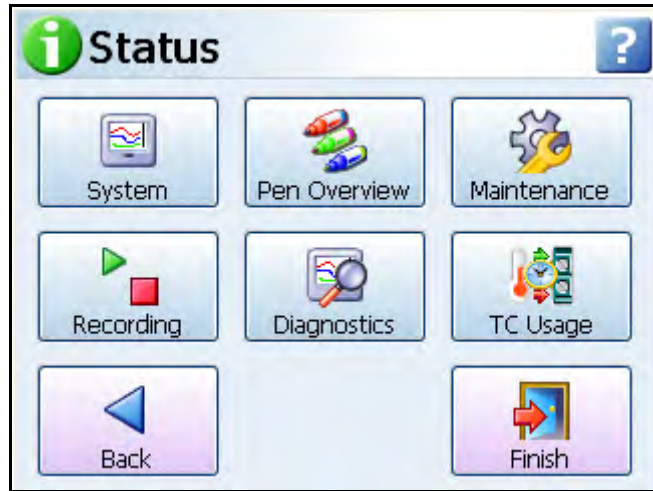 Status
?
System
Pen Overview
Maintenance
Recording
Diagnostics
TC Usage
Back
Finish